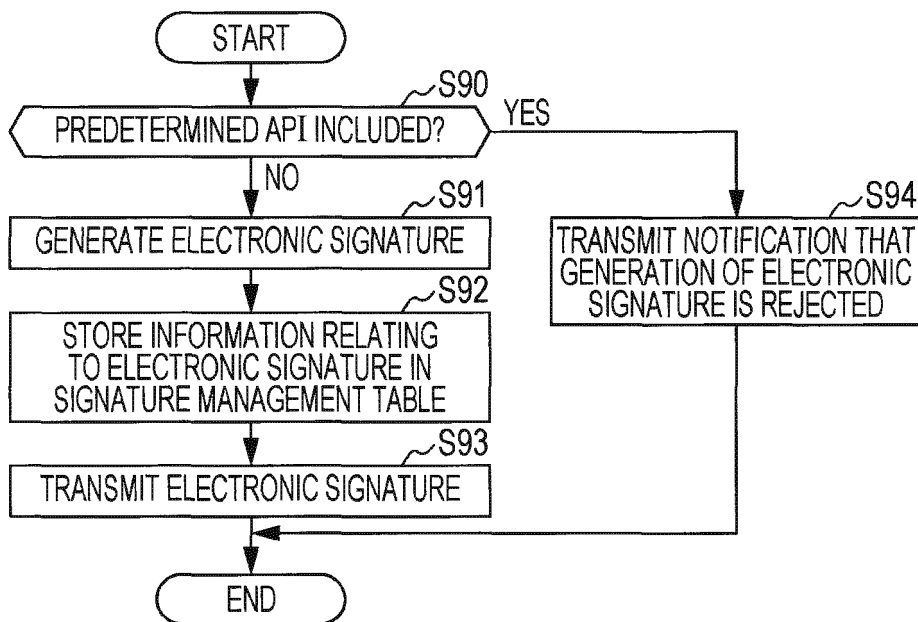 START
S90
PREDETERMINED API INCLUDED?
YES
NO
S91
GENERATE ELECTRONIC SIGNATURE
S92
STORE INFORMATION RELATING
TO ELECTRONIC SIGNATURE IN
SIGNATURE MANAGEMENT TABLE
S93
TRANSMIT ELECTRONIC SIGNATURE
S94
TRANSMIT NOTIFICATION THAT
GENERATION OF ELECTRONIC
SIGNATURE IS REJECTED
END